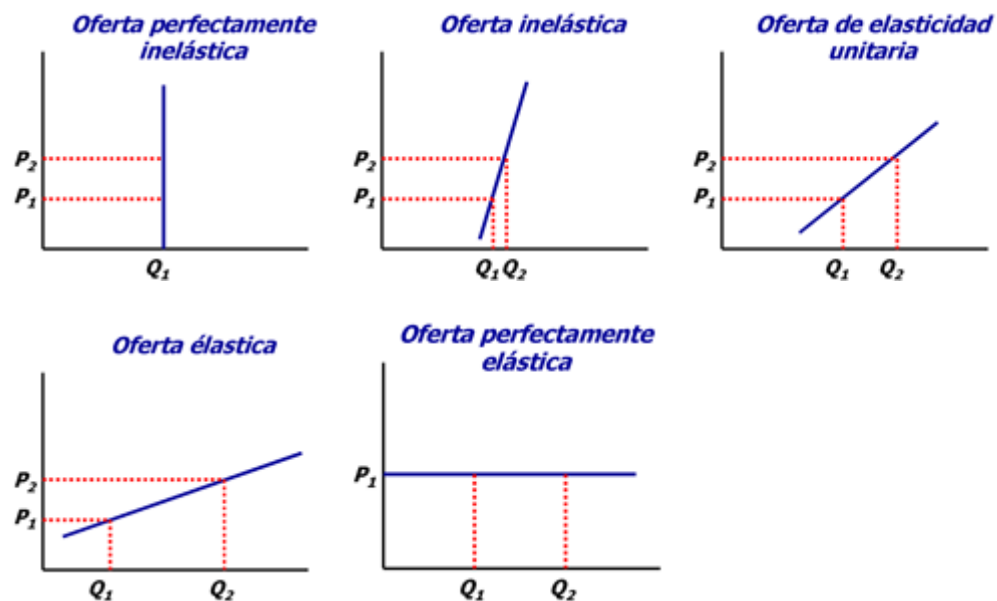 Oferta perfectamente
inelástica
P₂
P₁
Q₁
Oferta inelástica
P₂
P₁
Q₁ Q₂
Oferta de elasticidad
unitaria
P₂
P₁
Q₁ Q₂
Oferta élastica
P₂
P₁
Q₁ Q₂
Oferta perfectamente
elástica
P₁
Q₁ Q₂